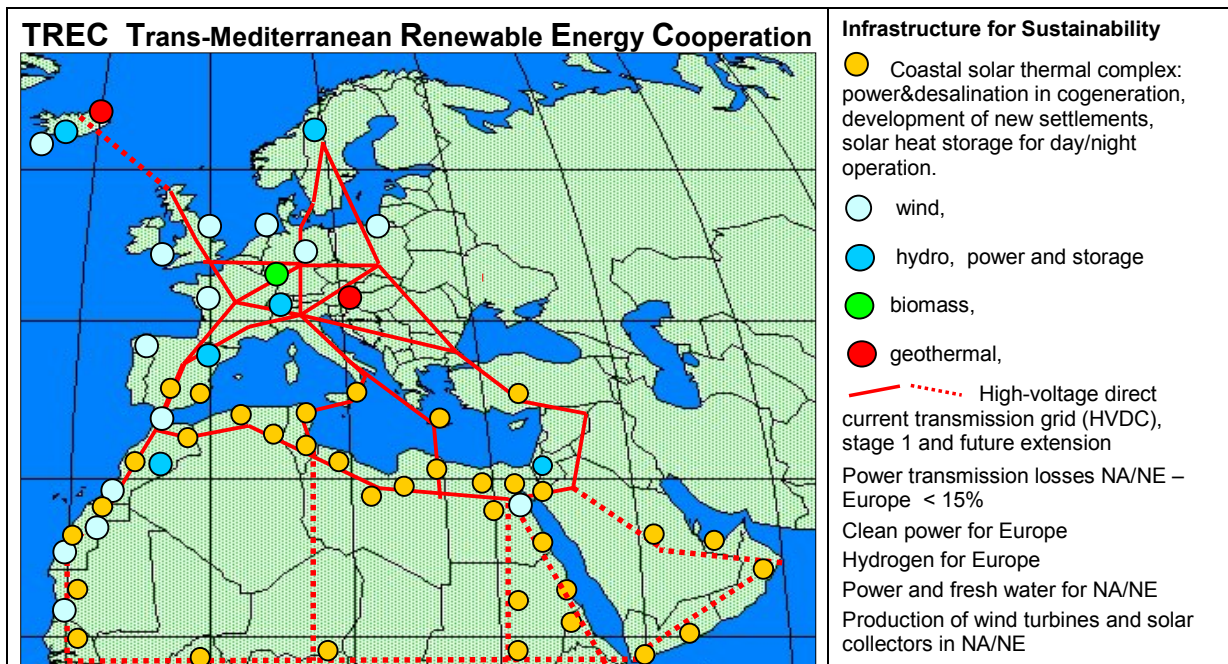 TREC Trans-Mediterranean Renewable Energy Cooperation
Infrastructure for Sustainability
Coastal solar thermal complex:
power&desalination in cogeneration,
development of new settlements,
solar heat storage for day/night
operation.
wind,
hydro, power and storage
biomass,
geothermal,
High-voltage direct
current transmission grid (HVDC),
stage 1 and future extension
Power transmission losses NA/NE –
Europe < 15%
Clean power for Europe
Hydrogen for Europe
Power and fresh water for NA/NE
Production of wind turbines and solar
collectors in NA/NE